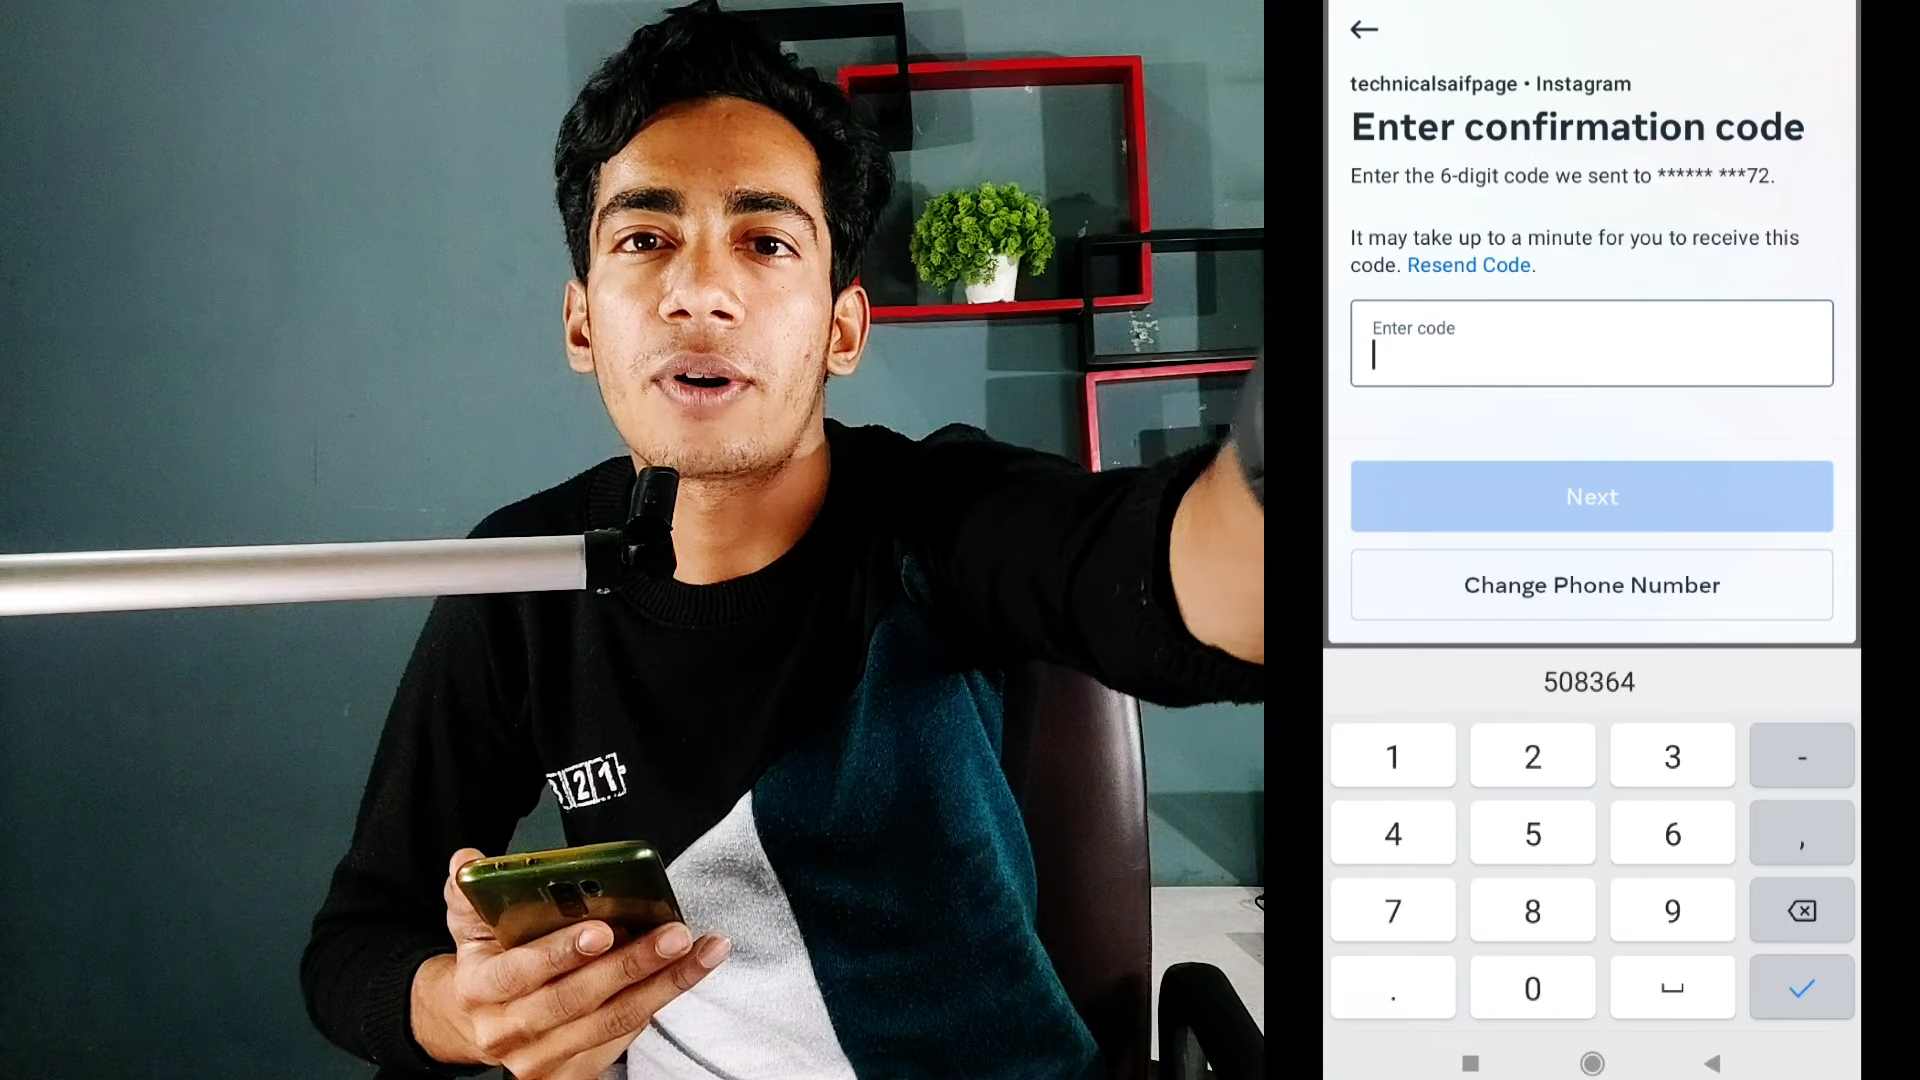 technicalsaifpage • Instagram
Enter confirmation code
Enter the 6-digit code we sent to ****** ***72.
It may take up to a minute for you to receive this
code. Resend Code.
Enter code
Next
Change Phone Number
508364
1 2 3 -
4 5 6 ,
7 8 9
. 0
321